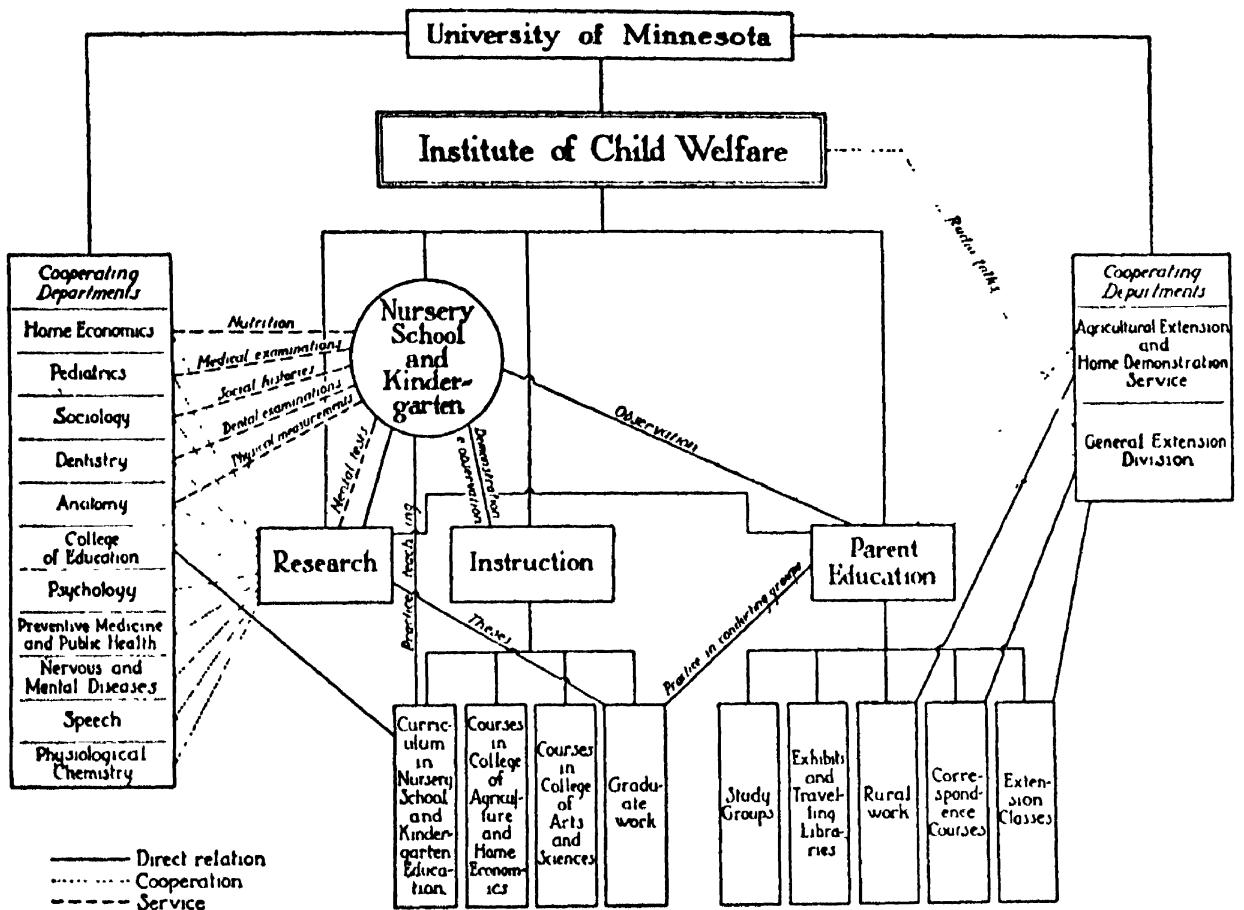 University of Minnesota
Institute of Child Welfare
Radio talks
Cooperating
Departments
Home Economics
Pediatrics
Sociology
Dentistry
Anatomy
College
of Education
Psychology
Preventive Medicine
and Public Health
Nervous and
Mental Diseases
Speech
Physiological
Chemistry
Nutrition
Medical examinations
Social histories
Dental examinations
Physical measurements
Nursery
School
and
Kinder-
garten
Mental tests
Practice teaching
Demonstration
& observation
Observation
Cooperating
Departments
Agricultural Extension
and
Home Demonstration
Service
General Extension
Division
Research
Instruction
Parent
Education
Theses
Practice in conducting groups
Curric-
ulum
in
Nursery
School
and
Kinder-
garten
Educa-
tion
Courses
in
College
of
Agricul-
ture
and
Home
Econom-
ics
Courses
in
College
of
Arts
and
Sciences
Gradu-
ate
work
Study
Groups
Exhibits
and
Travel-
ling
Libra-
ries
Rural
work
Corre-
spond-
ence
Courses
Exten-
sion
Classes
Direct relation
Cooperation
Service